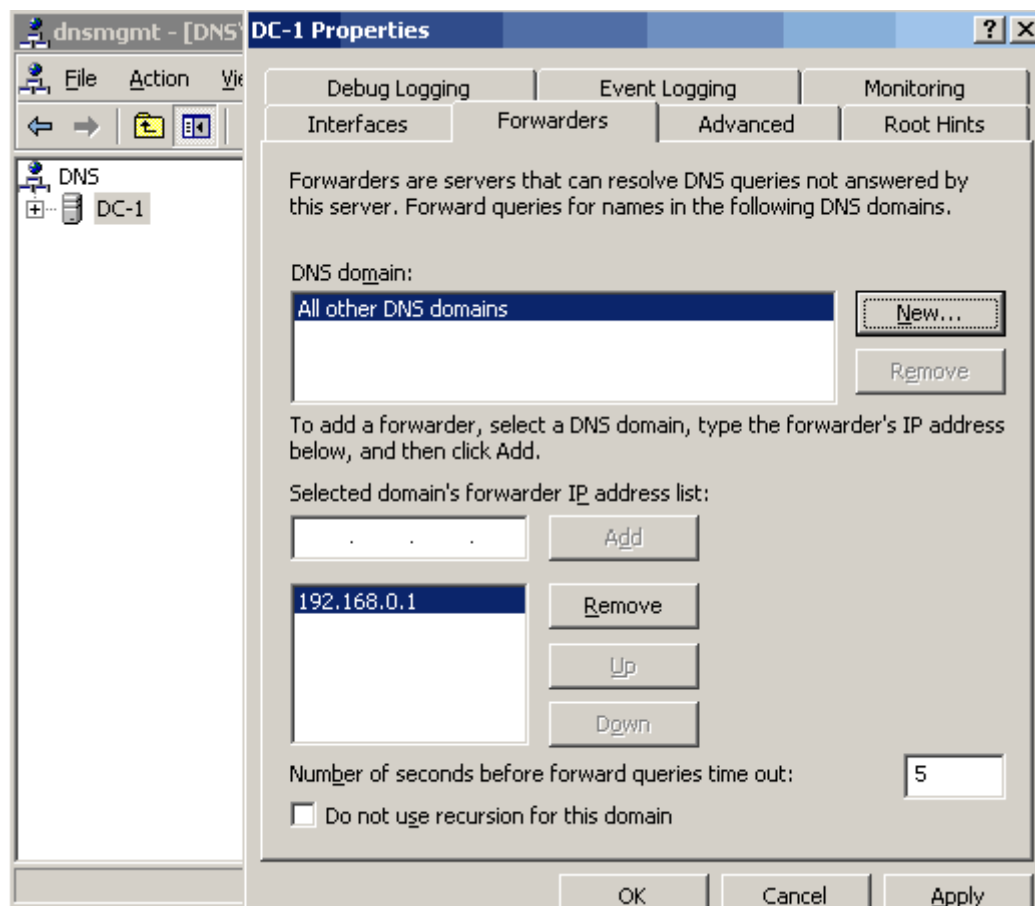 dnsmgmt - [DNS\
File Action Vie
DNS
DC-1
DC-1 Properties
Debug Logging Event Logging Monitoring
Interfaces Forwarders Advanced Root Hints
Forwarders are servers that can resolve DNS queries not answered by
this server. Forward queries for names in the following DNS domains.
DNS domain:
All other DNS domains
New...
Remove
To add a forwarder, select a DNS domain, type the forwarder's IP address
below, and then click Add.
Selected domain's forwarder IP address list:
. . .
Add
192.168.0.1
Remove
Up
Down
Number of seconds before forward queries time out: 5
Do not use recursion for this domain
OK Cancel Apply